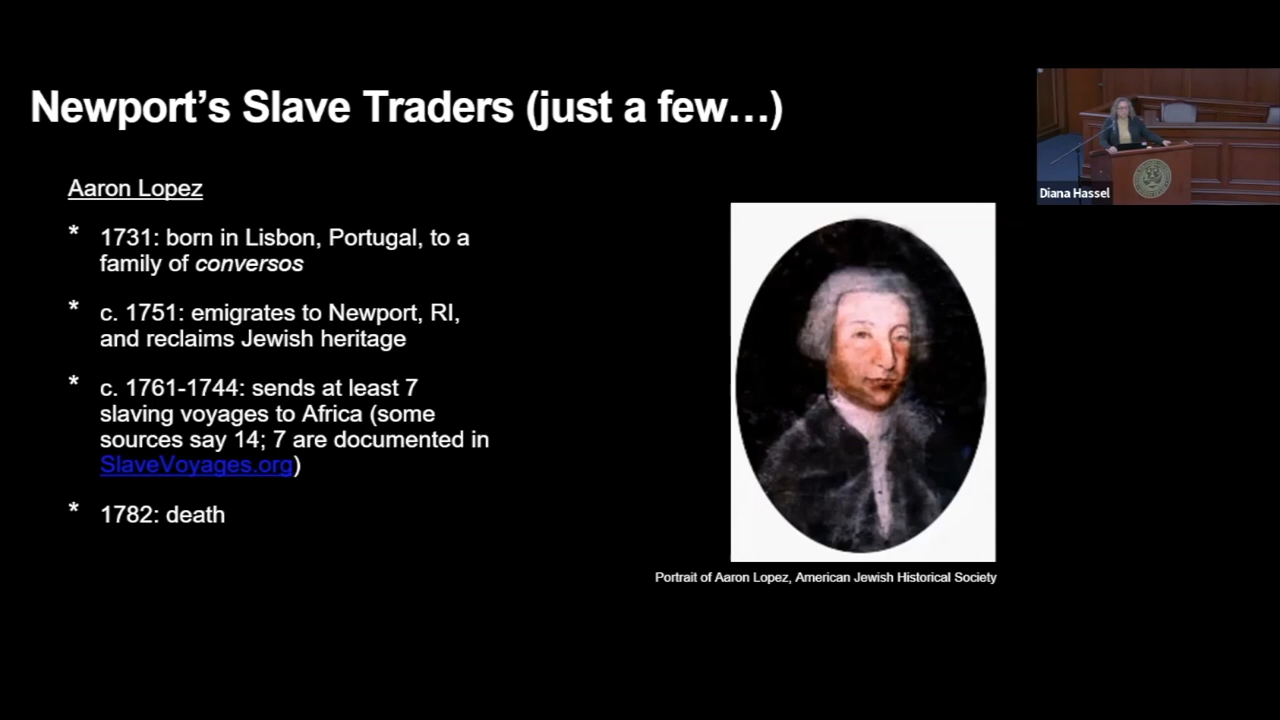 Newport’s Slave Traders (just a few…)
Aaron Lopez
* 1731: born in Lisbon, Portugal, to a
family of conversos
* c. 1751: emigrates to Newport, RI,
and reclaims Jewish heritage
* c. 1761-1744: sends at least 7
slaving voyages to Africa (some
sources say 14; 7 are documented in
SlaveVoyages.org)
* 1782: death
Portrait of Aaron Lopez, American Jewish Historical Society
Diana Hassel